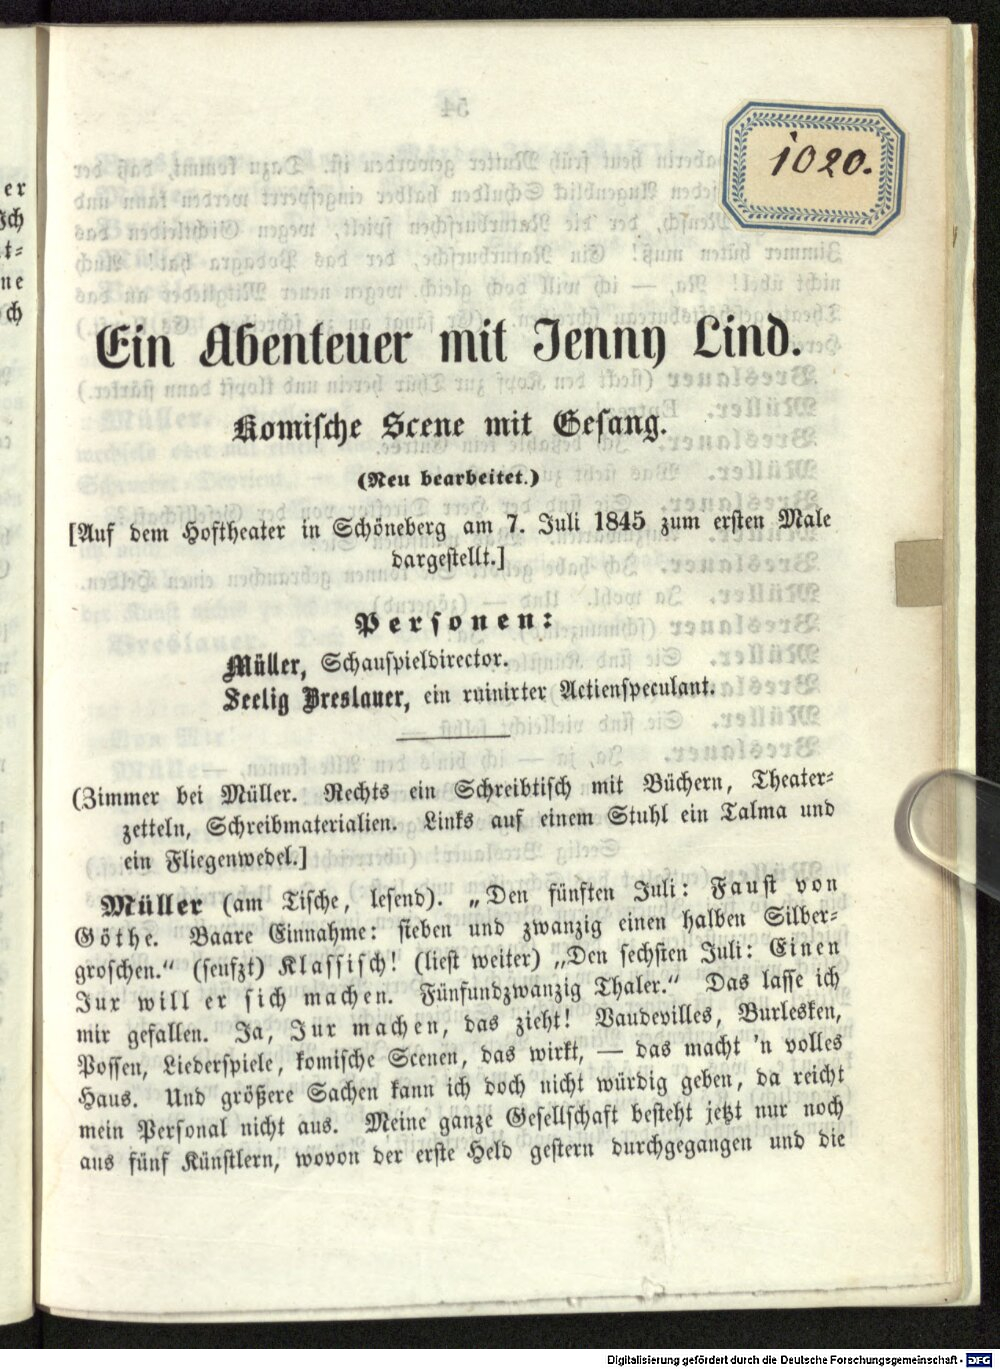 1020.
Ein Abenteuer mit Jenny Lind.
Komische Scene mit Gesang.
(Neu bearbeitet.)
[Auf dem Hoftheater in Schöneberg am 7. Juli 1845 zum ersten Male
dargestellt.]
Personen:
Müller, Schauspieldirector.
Seelig Breslauer, ein ruinirter Actienspeculant.
(Zimmer bei Müller. Rechts ein Schreibtisch mit Büchern, Theater-
zetteln, Schreibmaterialien. Links auf einem Stuhl ein Talma und
ein Fliegenwedel.]
Müller (am Tische, lesend). „Den fünften Juli: Faust von
Göthe. Baare Einnahme: sieben und zwanzig einen halben Silber-
groschen.“ (seufzt) Klassisch! (liest weiter) „Den sechsten Juli: Einen
Jux will er sich machen. Fünfundzwanzig Thaler.“ Das lasse ich
mir gefallen. Ja, Jux machen, das zieht! Vaudevilles, Burlesken,
Possen, Liederspiele, komische Scenen, das wirkt, — das macht 'n volles
Haus. Und größere Sachen kann ich doch nicht würdig geben, da reicht
mein Personal nicht aus. Meine ganze Gesellschaft besteht jetzt nur noch
aus fünf Künstlern, wovon der erste Held gestern durchgegangen und die
Digitalisierung gefördert durch die Deutsche Forschungsgemeinschaft - DFG